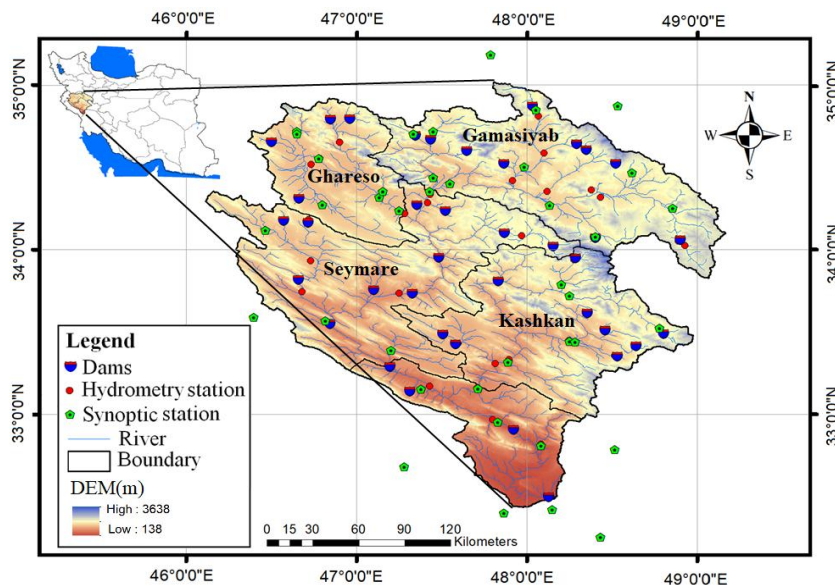 46°0'0"E 47°0'0"E 48°0'0"E 49°0'0"E
35°0'0"N 35°0'0"N
34°0'0"N 34°0'0"N
33°0'0"N 33°0'0"N
N
W E
S
Gamasiyab
Ghareso
Seymare
Kashkan
Legend
Dams
Hydrometry station
Synoptic station
River
Boundary
DEM(m)
High : 3638
Low : 138
0 15 30 60 90 120
Kilometers
46°0'0"E 47°0'0"E 48°0'0"E 49°0'0"E